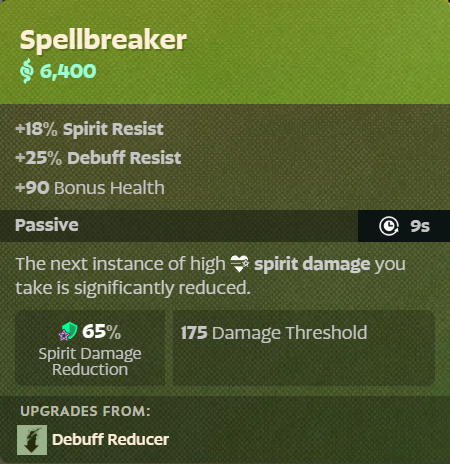 Spellbreaker
6,400
+18% Spirit Resist
+25% Debuff Resist
+90 Bonus Health
Passive 9s
The next instance of high spirit damage you
take is significantly reduced.
65%
Spirit Damage
Reduction
175 Damage Threshold
UPGRADES FROM:
Debuff Reducer